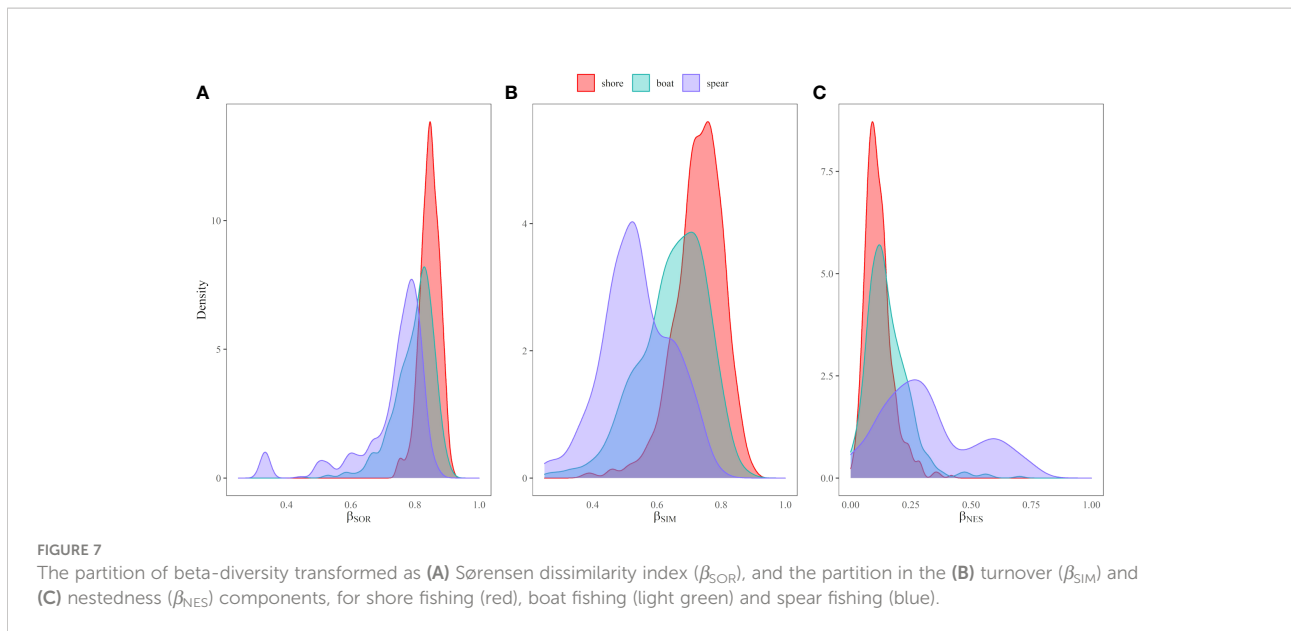 shore boat spear
A B C
Density
10
5
0
4
2
0
7.5
5.0
2.5
0.0
0.4 0.6 0.8 1.0
0.4 0.6 0.8 1.0
0.00 0.25 0.50 0.75 1.00
βSOR βSIM βNES
FIGURE 7
The partition of beta-diversity transformed as (A) Sørensen dissimilarity index (βSOR), and the partition in the (B) turnover (βSIM) and
(C) nestedness (βNES) components, for shore fishing (red), boat fishing (light green) and spear fishing (blue).